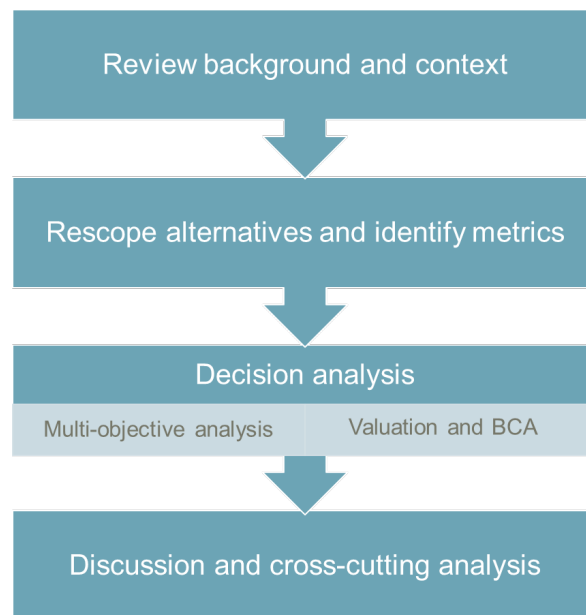 Review background and context
Rescope alternatives and identify metrics
Decision analysis
Multi-objective analysis
Valuation and BCA
Discussion and cross-cutting analysis